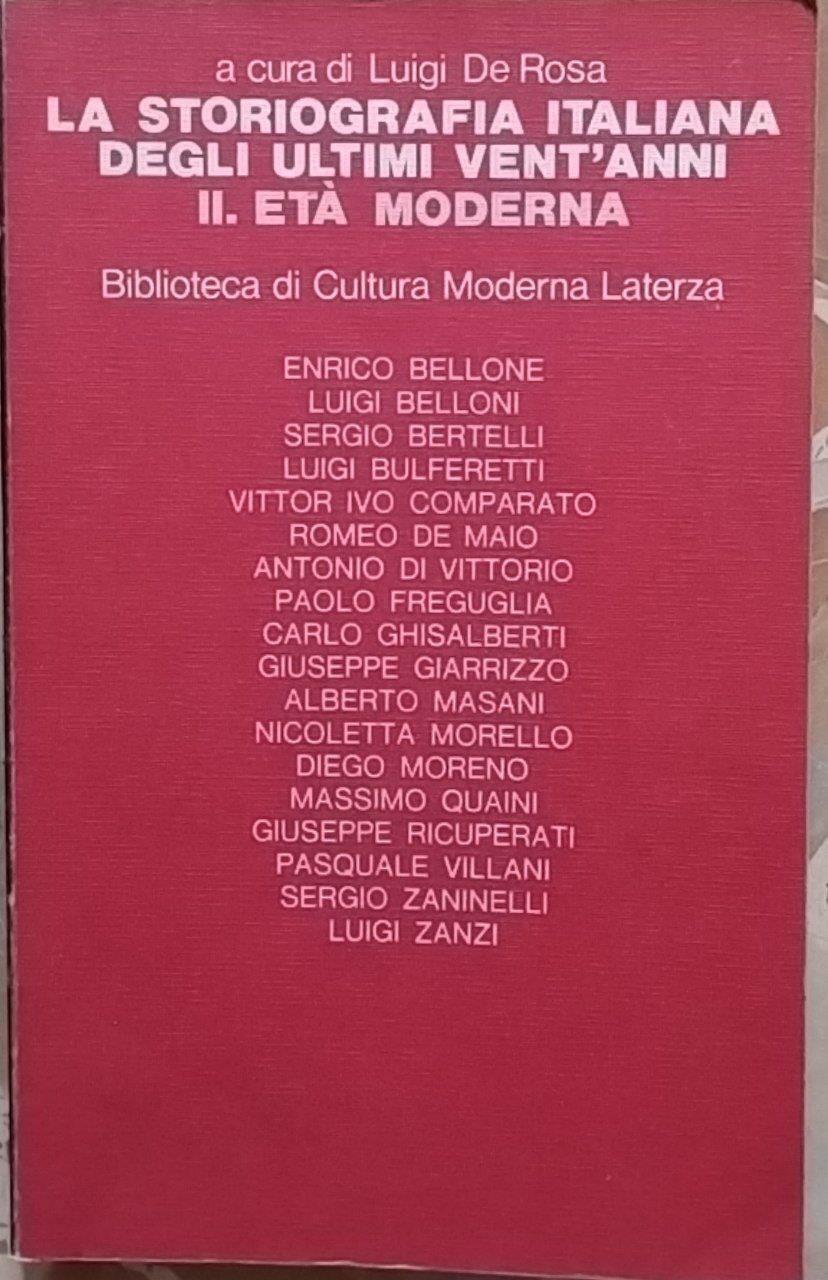 a cura di Luigi De Rosa
LA STORIOGRAFIA ITALIANA
DEGLI ULTIMI VENT'ANNI
II. ETÀ MODERNA
Biblioteca di Cultura Moderna Laterza
ENRICO BELLONE
LUIGI BELLONI
SERGIO BERTELLI
LUIGI BULFERETTI
VITTOR IVO COMPARATO
ROMEO DE MAIO
ANTONIO DI VITTORIO
PAOLO FREGUGLIA
CARLO GHISALBERTI
GIUSEPPE GIARRIZZO
ALBERTO MASANI
NICOLETTA MORELLO
DIEGO MORENO
MASSIMO QUAINI
GIUSEPPE RICUPERATI
PASQUALE VILLANI
SERGIO ZANINELLI
LUIGI ZANZI